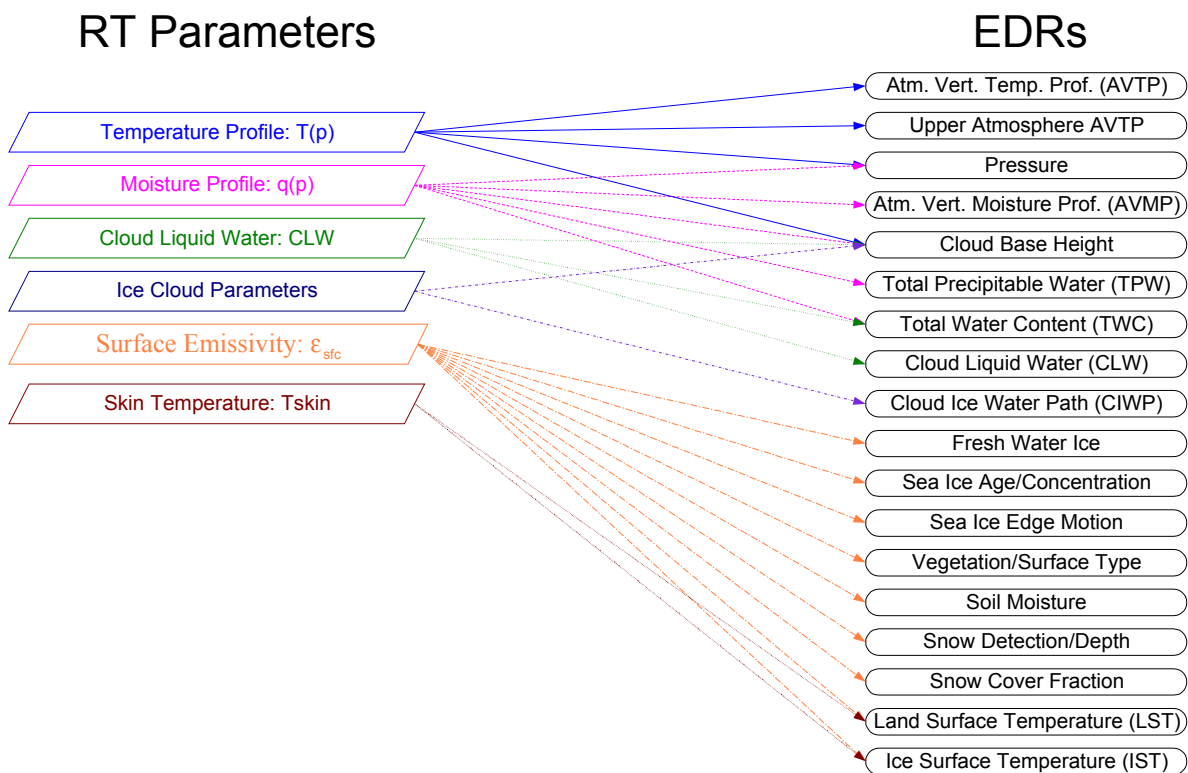 RT Parameters
EDRs
Temperature Profile: T(p)
Moisture Profile: q(p)
Cloud Liquid Water: CLW
Ice Cloud Parameters
Surface Emissivity: ε sfc
Skin Temperature: Tskin
Atm. Vert. Temp. Prof. (AVTP)
Upper Atmosphere AVTP
Pressure
Atm. Vert. Moisture Prof. (AVMP)
Cloud Base Height
Total Precipitable Water (TPW)
Total Water Content (TWC)
Cloud Liquid Water (CLW)
Cloud Ice Water Path (CIWP)
Fresh Water Ice
Sea Ice Age/Concentration
Sea Ice Edge Motion
Vegetation/Surface Type
Soil Moisture
Snow Detection/Depth
Snow Cover Fraction
Land Surface Temperature (LST)
Ice Surface Temperature (IST)